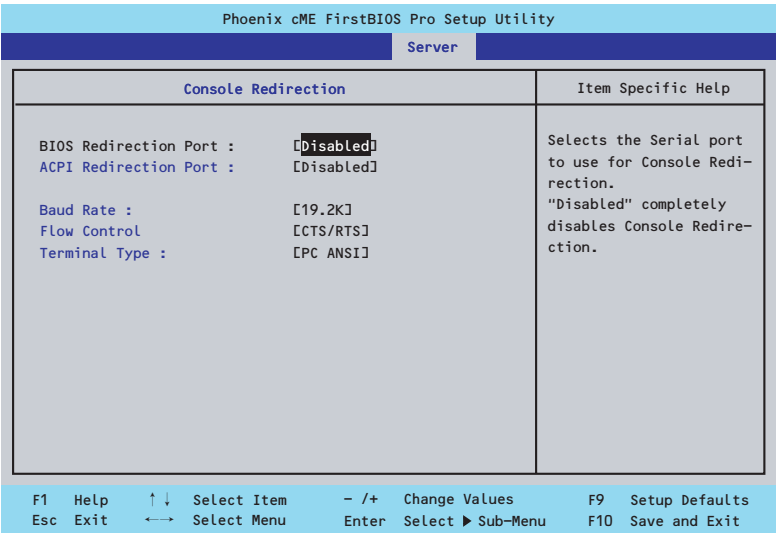 Phoenix cME FirstBIOS Pro Setup Utility
Server
Console Redirection
Item Specific Help
BIOS Redirection Port : [Disabled]
ACPI Redirection Port : [Disabled]
Baud Rate : [19.2K]
Flow Control [CTS/RTS]
Terminal Type : [PC ANSI]
Selects the Serial port
to use for Console Redi-
rection.
"Disabled" completely
disables Console Redire-
ction.
F1 Help ↑↓ Select Item - /+ Change Values F9 Setup Defaults
Esc Exit ←→ Select Menu Enter Select ▶ Sub-Menu F10 Save and Exit